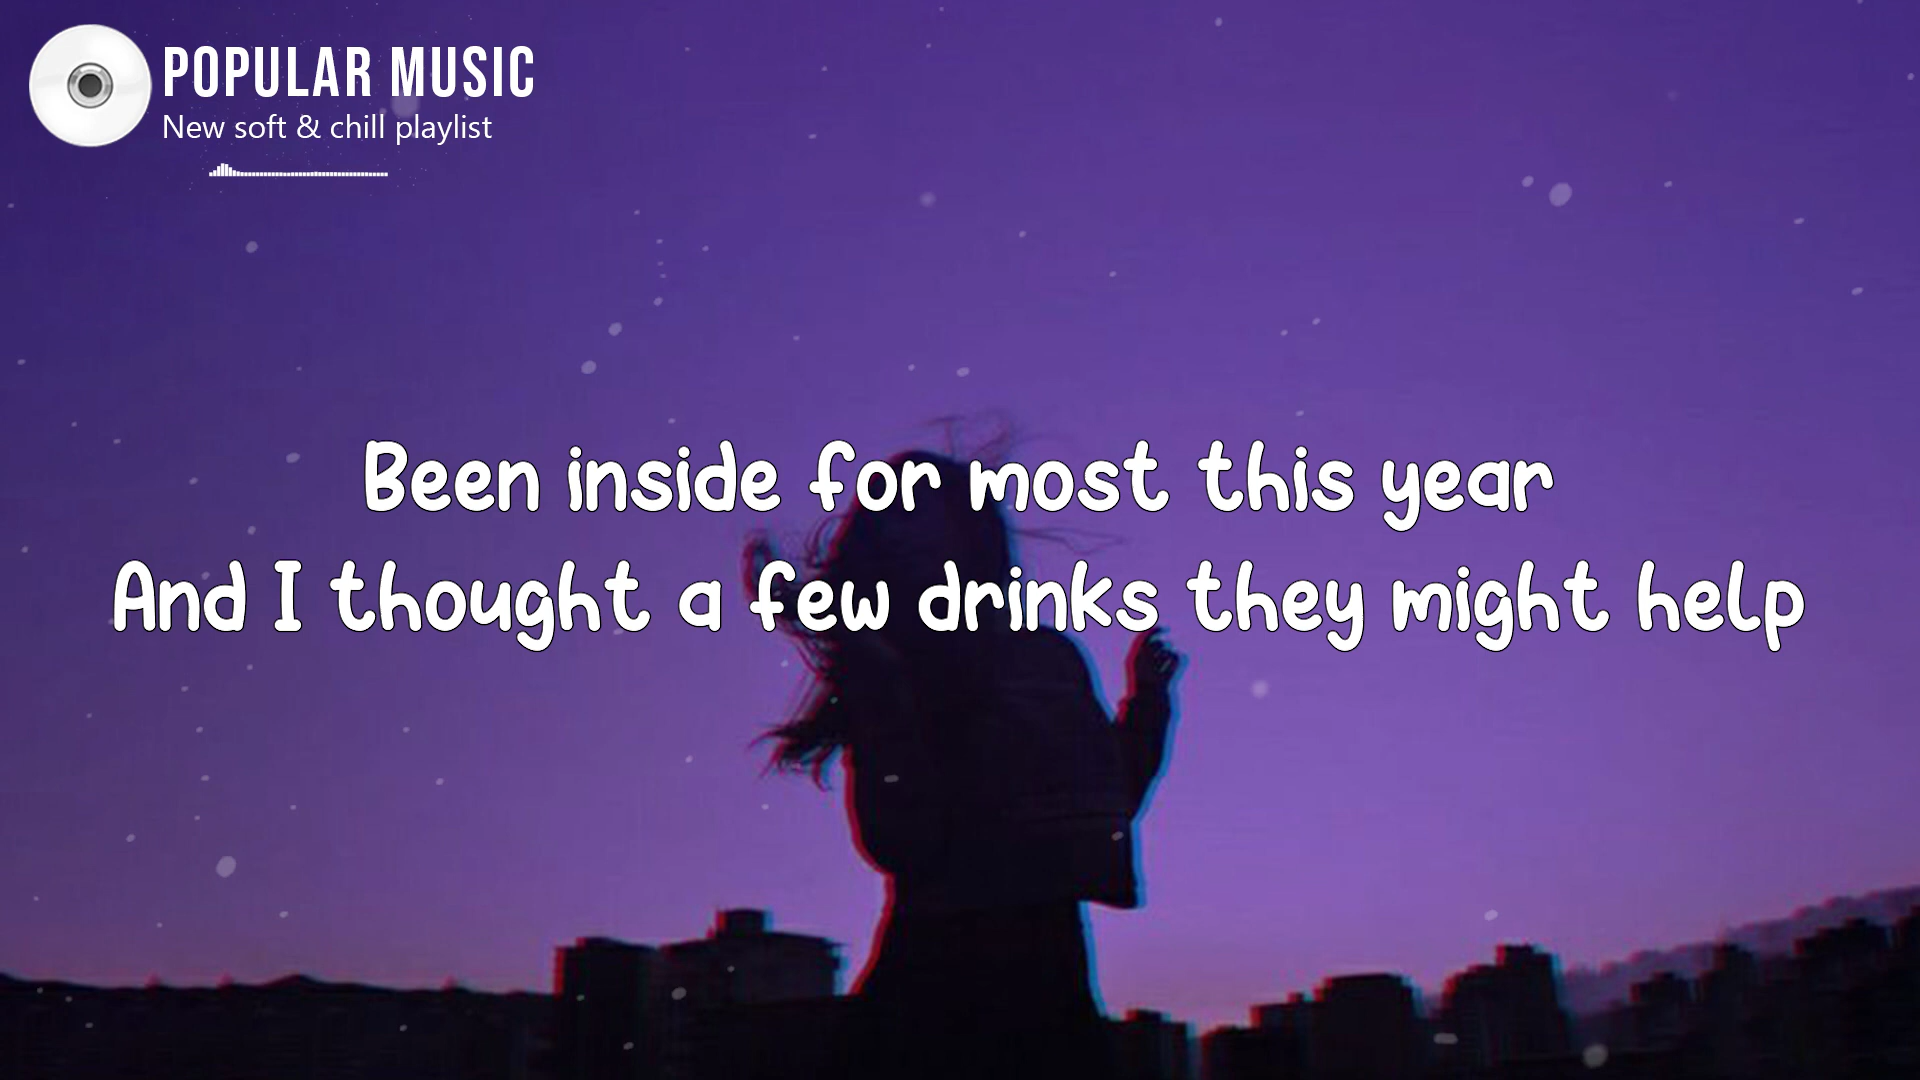 POPULAR MUSIC
New soft & chill playlist
Been inside for most this year
And I thought a few drinks they might help